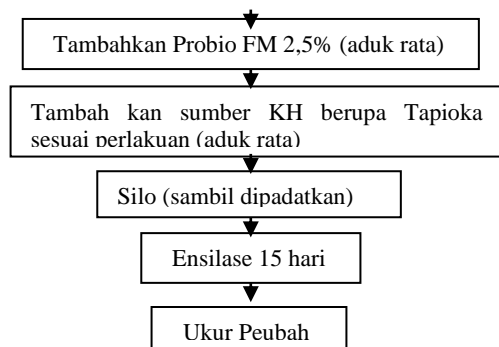 Tambahkan Probio FM 2,5% (aduk rata)
Tambah kan sumber KH berupa Tapioka
sesuai perlakuan (aduk rata)
Silo (sambil dipadatkan)
Ensilase 15 hari
Ukur Peubah